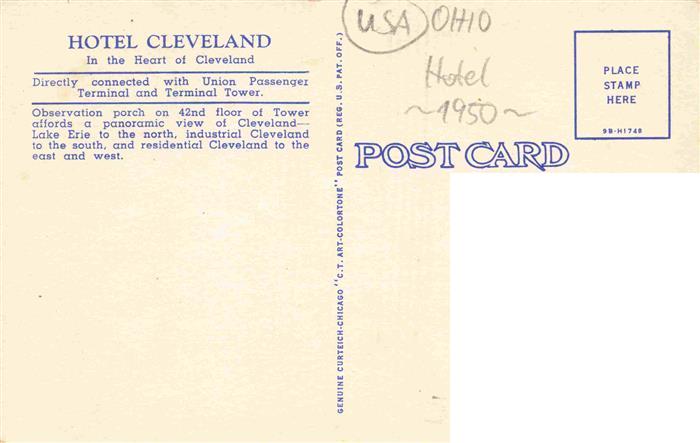 HOTEL CLEVELAND
In the Heart of Cleveland
Directly connected with Union Passenger
Terminal and Terminal Tower.
Observation porch on 42nd floor of Tower
affords a panoramic view of Cleveland—
Lake Erie to the north, industrial Cleveland
to the south, and residential Cleveland to the
east and west.
GENUINE CURTEICH-CHICAGO "C.T. ART-COLORTONE" POST CARD (REG. U.S. PAT. OFF.)
USA OHIO
Hotel
~1950~
POST CARD
PLACE
STAMP
HERE
9B-H1748